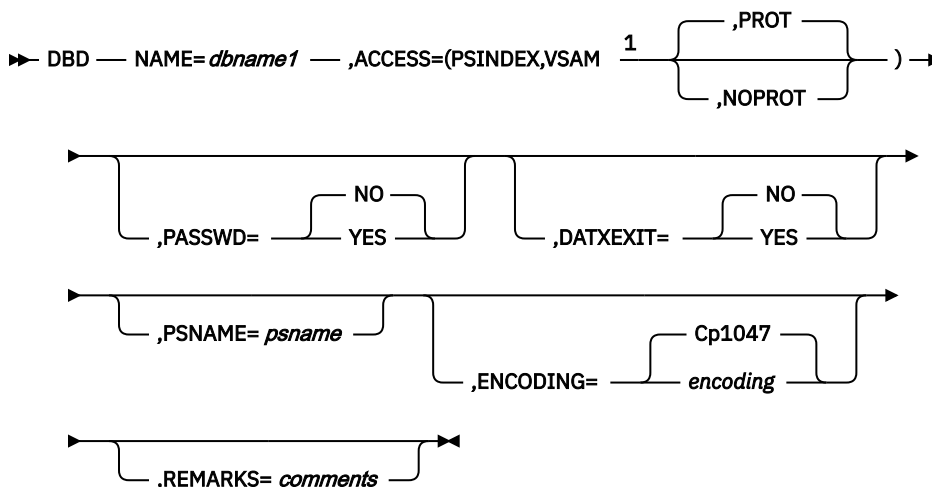 ,PROT
DBD NAME= dbname1 ,ACCESS=(PSINDEX,VSAM 1 )
,NOPROT
NO NO
,PASSWD= YES ,DATXEXIT= YES
,PSNAME= psname Cp1047
,ENCODING= encoding
,REMARKS= comments